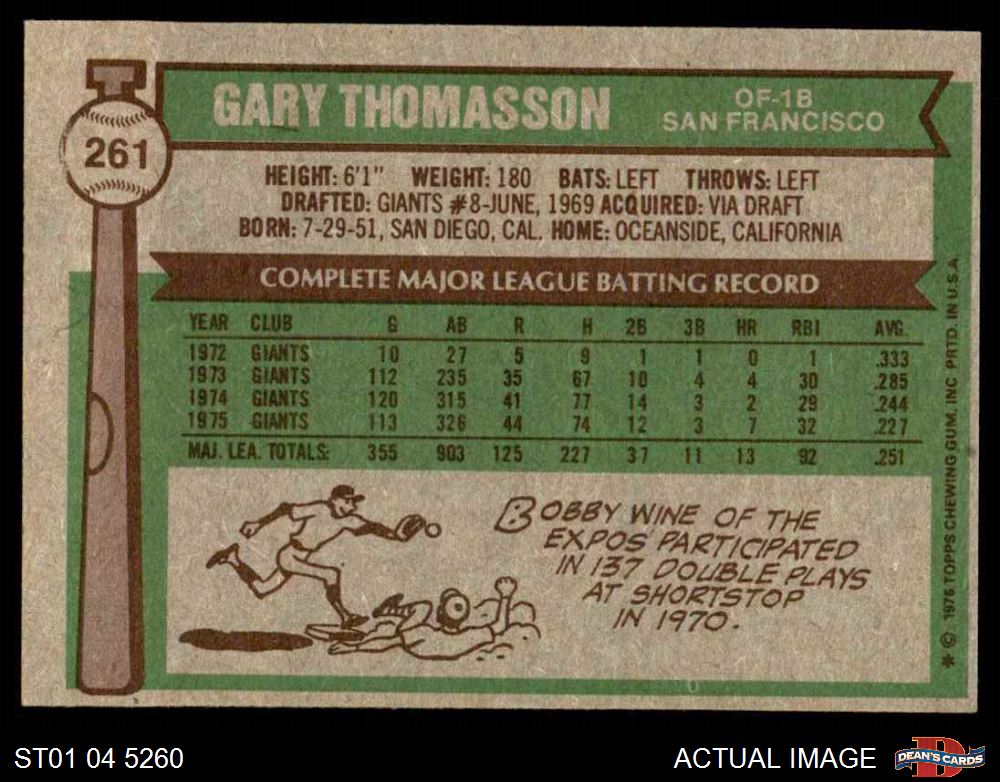 261
GARY THOMASSON
OF-1B
SAN FRANCISCO
HEIGHT: 6'1" WEIGHT: 180 BATS: LEFT THROWS: LEFT
DRAFTED: GIANTS #8-JUNE, 1969 ACQUIRED: VIA DRAFT
BORN: 7-29-51, SAN DIEGO, CAL. HOME: OCEANSIDE, CALIFORNIA
COMPLETE MAJOR LEAGUE BATTING RECORD
YEAR CLUB G AB R H 2B 3B HR RBI AVG.
1972 GIANTS 10 27 5 9 1 1 0 1 .333
1973 GIANTS 112 235 35 67 10 4 4 30 .285
1974 GIANTS 120 315 41 77 14 3 2 29 .244
1975 GIANTS 113 326 44 74 12 3 7 32 .227
MAJ. LEA. TOTALS: 355 903 125 227 37 11 13 92 .251
BOBBY WINE OF THE
EXPOS PARTICIPATED
IN 137 DOUBLE PLAYS
AT SHORTSTOP
IN 1970.
* © 1976 TOPPS CHEWING GUM, INC PRTD. IN U.S.A.
ST01 04 5260
ACTUAL IMAGE
D
DEAN'S CARDS